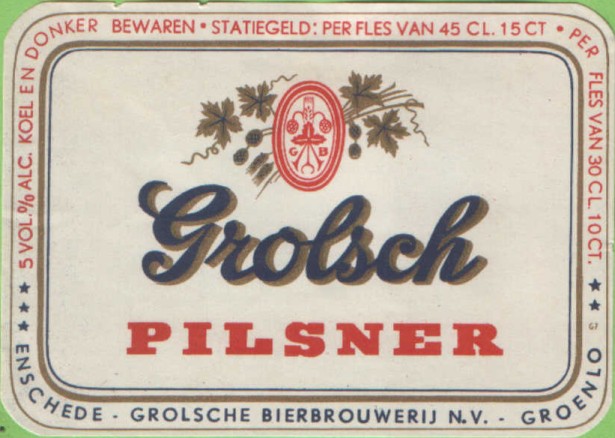 ★ ★ ★ 5 VOL.% ALC. KOEL EN DONKER BEWAREN • STATIEGELD: PER FLES VAN 45 CL. 15 CT • PER FLES VAN 30 CL. 10 CT. ★ ★
G B
Grolsch
PILSNER
ENSCHEDE - GROLSCHE BIERBROUWERIJ N.V. - GROENLO